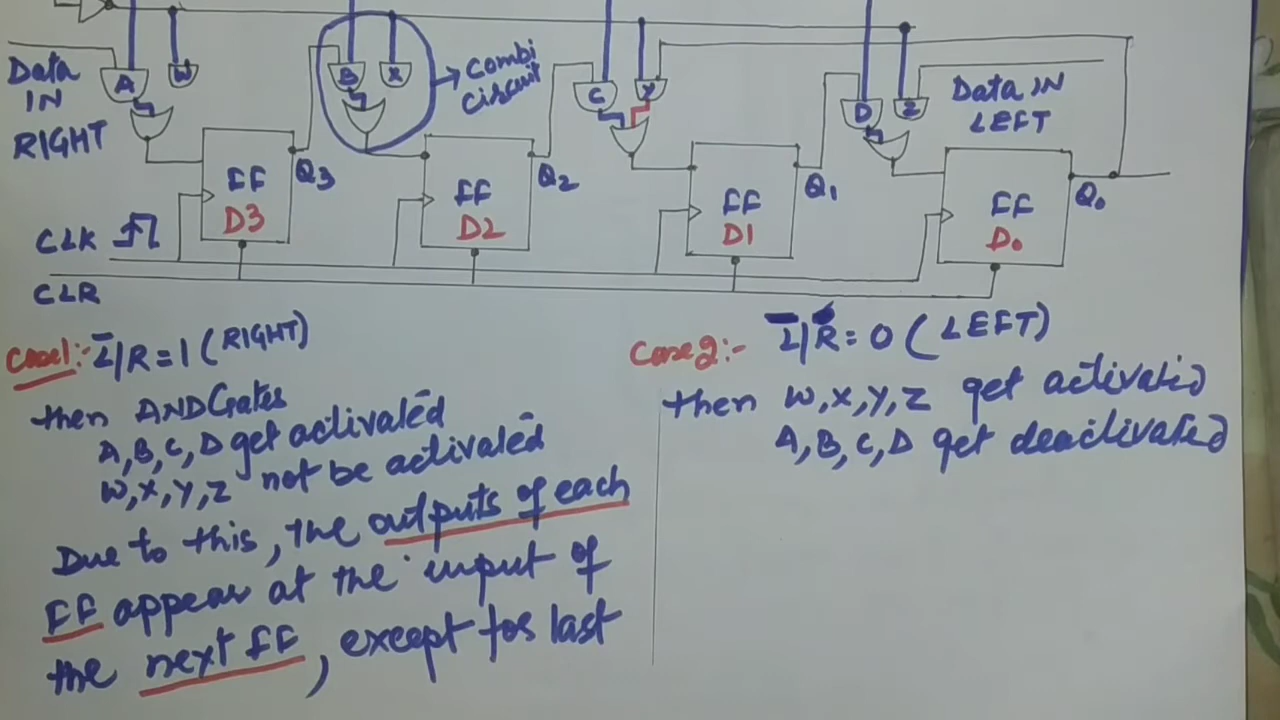 A
W
B
X
C
Y
D
Z
Combi
circuit
Data
IN
RIGHT
Data IN
LEFT
FF
D3
Q3
FF
D2
Q2
FF
D1
Q1
FF
D0
Q0
CLK
CLR
Case1:- L̅/R = 1 (RIGHT)
then AND Gates
A, B, C, D get activated
W, X, Y, Z not be activated
Due to this, the outputs of each
FF appear at the input of
the next FF, except for last
Case2:- L̅/R = 0 (LEFT)
then W, X, Y, Z get activated
A, B, C, D get deactivated